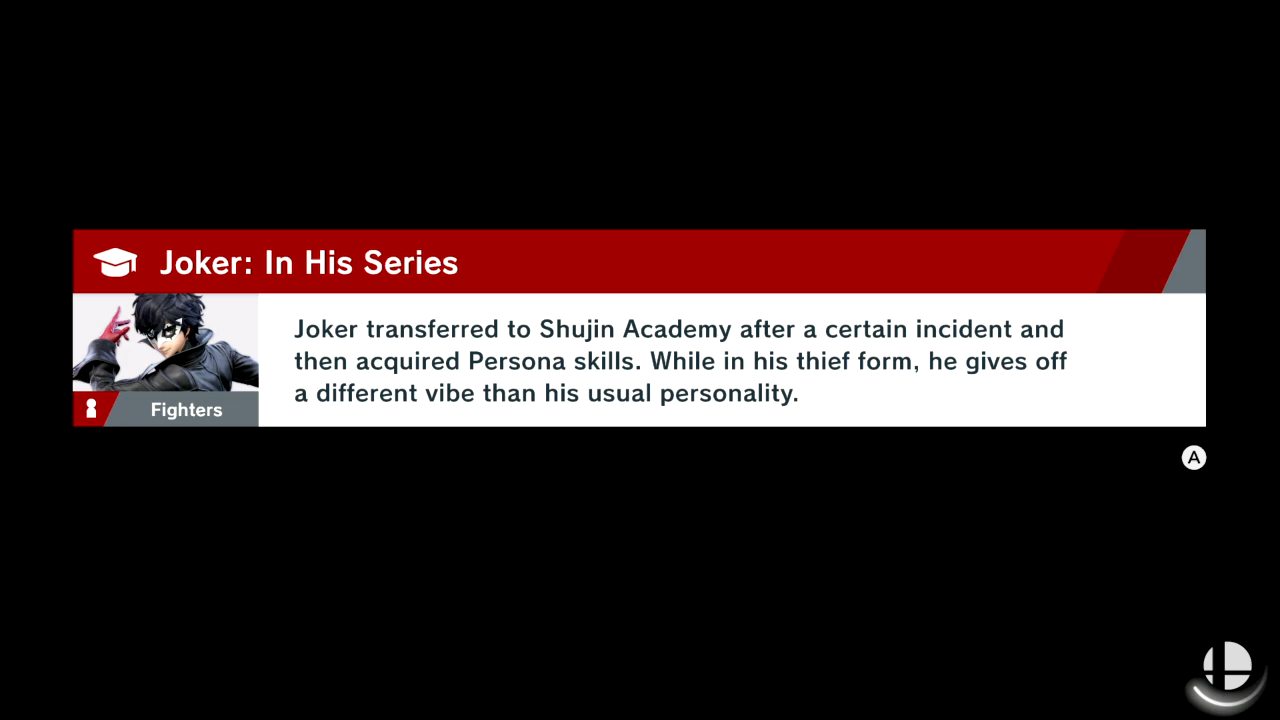 Joker: In His Series
Joker transferred to Shujin Academy after a certain incident and
then acquired Persona skills. While in his thief form, he gives off
a different vibe than his usual personality.
Fighters
A